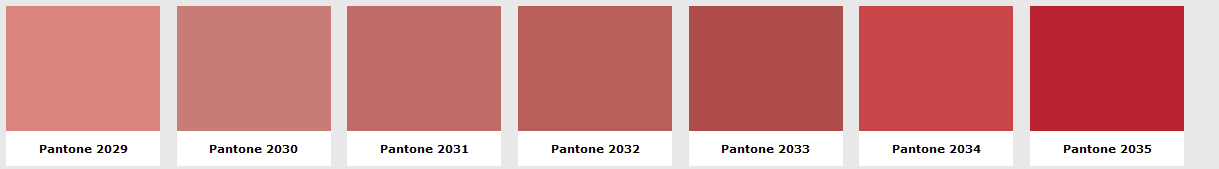 Pantone 2029
Pantone 2030
Pantone 2031
Pantone 2032
Pantone 2033
Pantone 2034
Pantone 2035